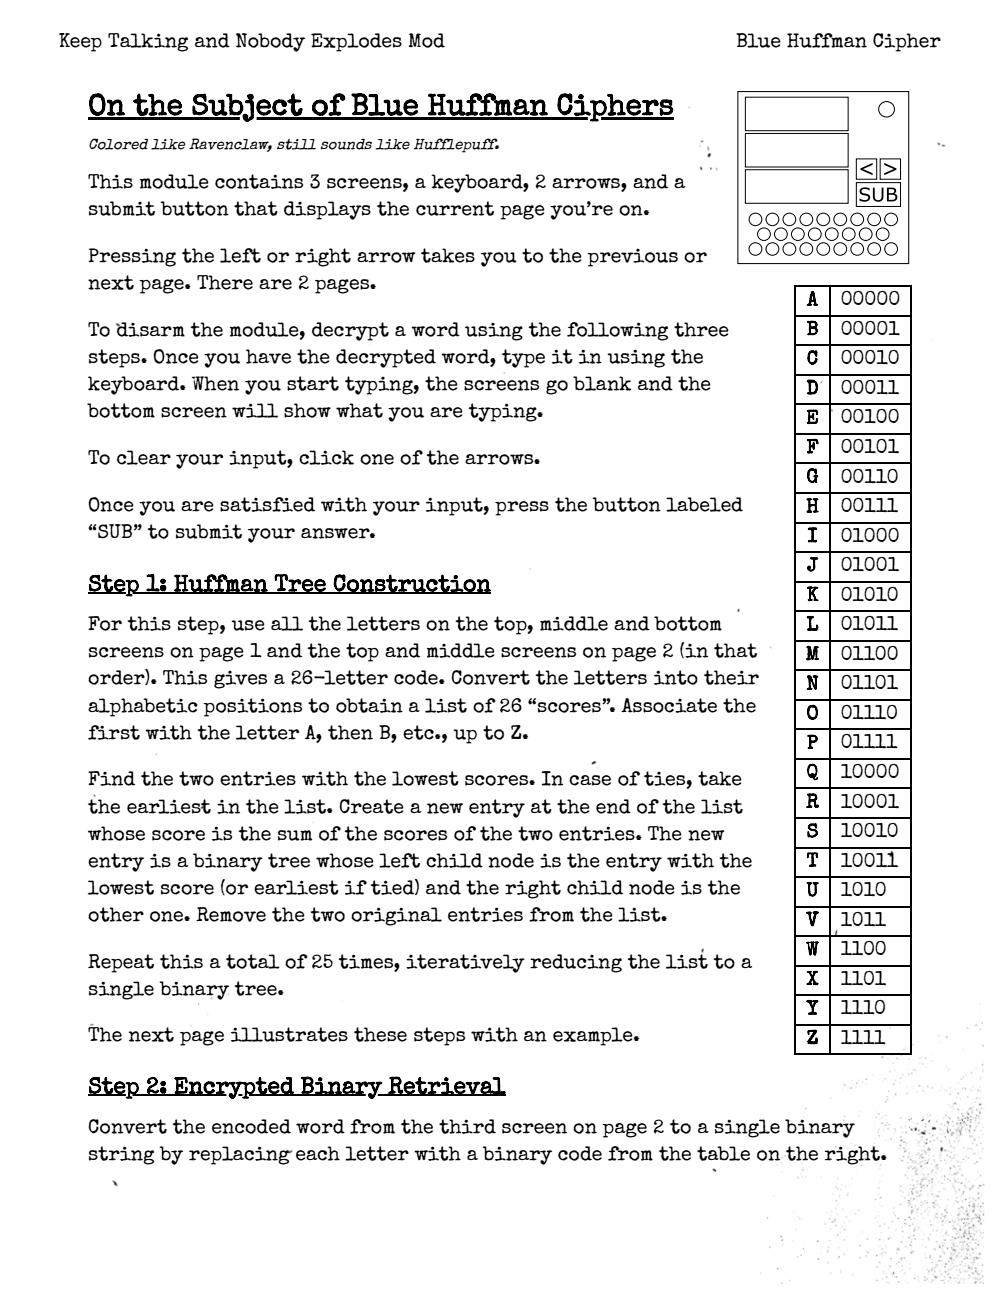 Keep Talking and Nobody Explodes Mod
Blue Huffman Cipher
On the Subject of Blue Huffman Ciphers
Colored like Ravenclaw, still sounds like Hufflepuff.
This module contains 3 screens, a keyboard, 2 arrows, and a
submit button that displays the current page you're on.
< >
SUB
Pressing the left or right arrow takes you to the previous or
next page. There are 2 pages.
To disarm the module, decrypt a word using the following three
steps. Once you have the decrypted word, type it in using the
keyboard. When you start typing, the screens go blank and the
bottom screen will show what you are typing.
To clear your input, click one of the arrows.
Once you are satisfied with your input, press the button labeled
“SUB” to submit your answer.
Step 1: Huffman Tree Construction
For this step, use all the letters on the top, middle and bottom
screens on page 1 and the top and middle screens on page 2 (in that
order). This gives a 26-letter code. Convert the letters into their
alphabetic positions to obtain a list of 26 “scores”. Associate the
first with the letter A, then B, etc., up to Z.
Find the two entries with the lowest scores. In case of ties, take
the earliest in the list. Create a new entry at the end of the list
whose score is the sum of the scores of the two entries. The new
entry is a binary tree whose left child node is the entry with the
lowest score (or earliest if tied) and the right child node is the
other one. Remove the two original entries from the list.
Repeat this a total of 25 times, iteratively reducing the list to a
single binary tree.
The next page illustrates these steps with an example.
A 00000
B 00001
C 00010
D 00011
E 00100
F 00101
G 00110
H 00111
I 01000
J 01001
K 01010
L 01011
M 01100
N 01101
O 01110
P 01111
Q 10000
R 10001
S 10010
T 10011
U 1010
V 1011
W 1100
X 1101
Y 1110
Z 1111
Step 2: Encrypted Binary Retrieval
Convert the encoded word from the third screen on page 2 to a single binary
string by replacing each letter with a binary code from the table on the right.